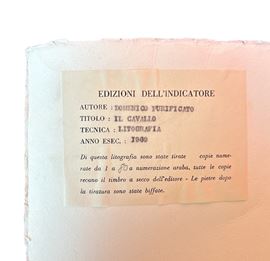 EDIZIONI DELL'INDICATORE
AUTORE : DOMENICO PURIFICATO
TITOLO : IL CAVALLO
TECNICA : LITOGRAFIA
ANNO ESEC. : 1969
Di questa litografia sono state tirate copie nume-
rate da 1 a a numerazione araba, tutte le copie
recano il timbro a secco dell'editore - Le pietre dopo
la tiratura sono state biffate.